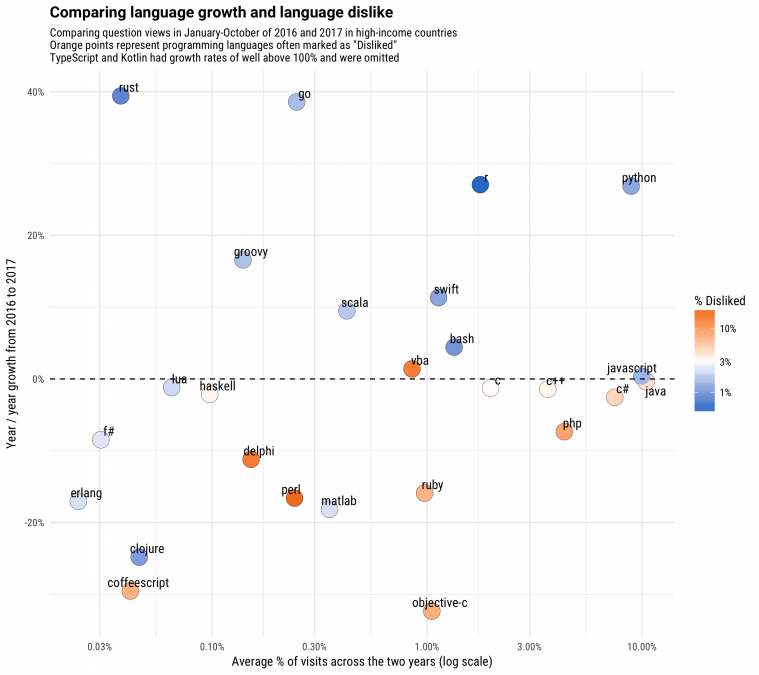 Comparing language growth and language dislike
Comparing question views in January-October of 2016 and 2017 in high-income countries
Orange points represent programming languages often marked as "Disliked"
TypeScript and Kotlin had growth rates of well above 100% and were omitted
Year / year growth from 2016 to 2017
40%
20%
0%
-20%
rust
go
r
python
groovy
scala
swift
bash
vba
javascript
lua
haskell
c
c++
c#
java
f#
php
delphi
erlang
perl
matlab
ruby
clojure
coffeescript
objective-c
% Disliked
10%
3%
1%
0.03%
0.10%
0.30%
1.00%
3.00%
10.00%
Average % of visits across the two years (log scale)